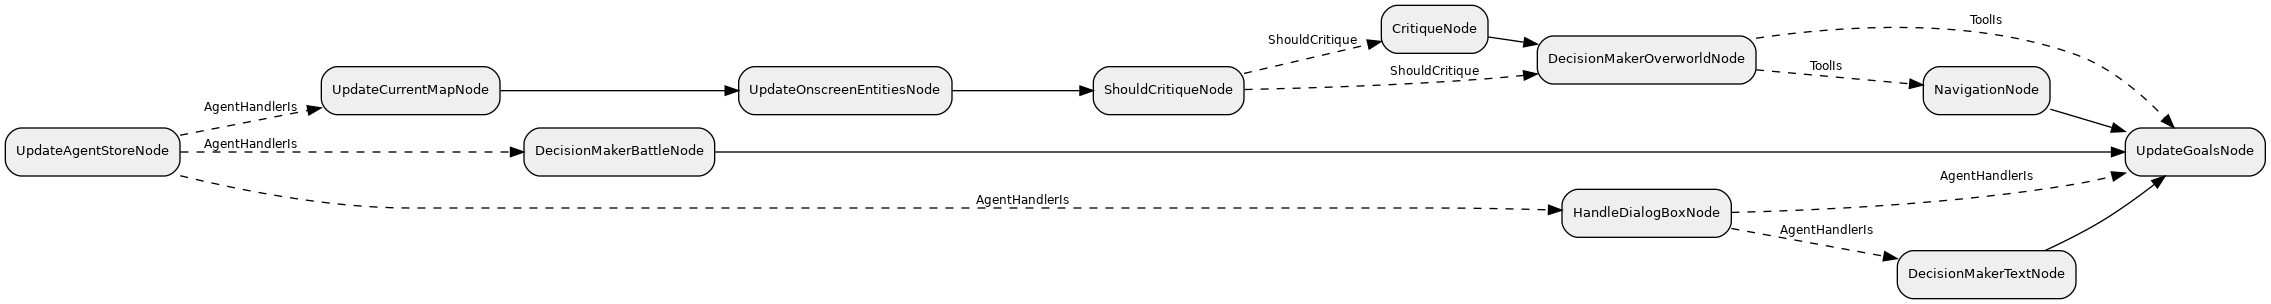 ToolIs
CritiqueNode
ShouldCritique
DecisionMakerOverworldNode
ToolIs
ShouldCritique
UpdateCurrentMapNode
UpdateOnscreenEntitiesNode
ShouldCritiqueNode
NavigationNode
AgentHandlerIs
AgentHandlerIs
UpdateAgentStoreNode
DecisionMakerBattleNode
UpdateGoalsNode
AgentHandlerIs
AgentHandlerIs
HandleDialogBoxNode
AgentHandlerIs
DecisionMakerTextNode